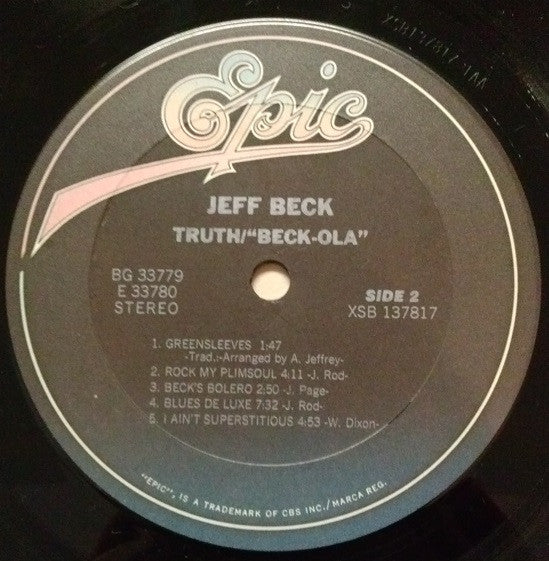 XSB137817-1AA
Epic
JEFF BECK
TRUTH/"BECK-OLA"
BG 33779
E 33780
STEREO
SIDE 2
XSB 137817
1. GREENSLEEVES 1:47
-Trad.:-Arranged by A. Jeffrey-
2. ROCK MY PLIMSOUL 4:11 -J. Rod-
3. BECK'S BOLERO 2:50 -J. Page-
4. BLUES DE LUXE 7:32 -J. Rod-
5. I AIN'T SUPERSTITIOUS 4:53 -W. Dixon-
"EPIC", IS A TRADEMARK OF CBS INC./MARCA REG.